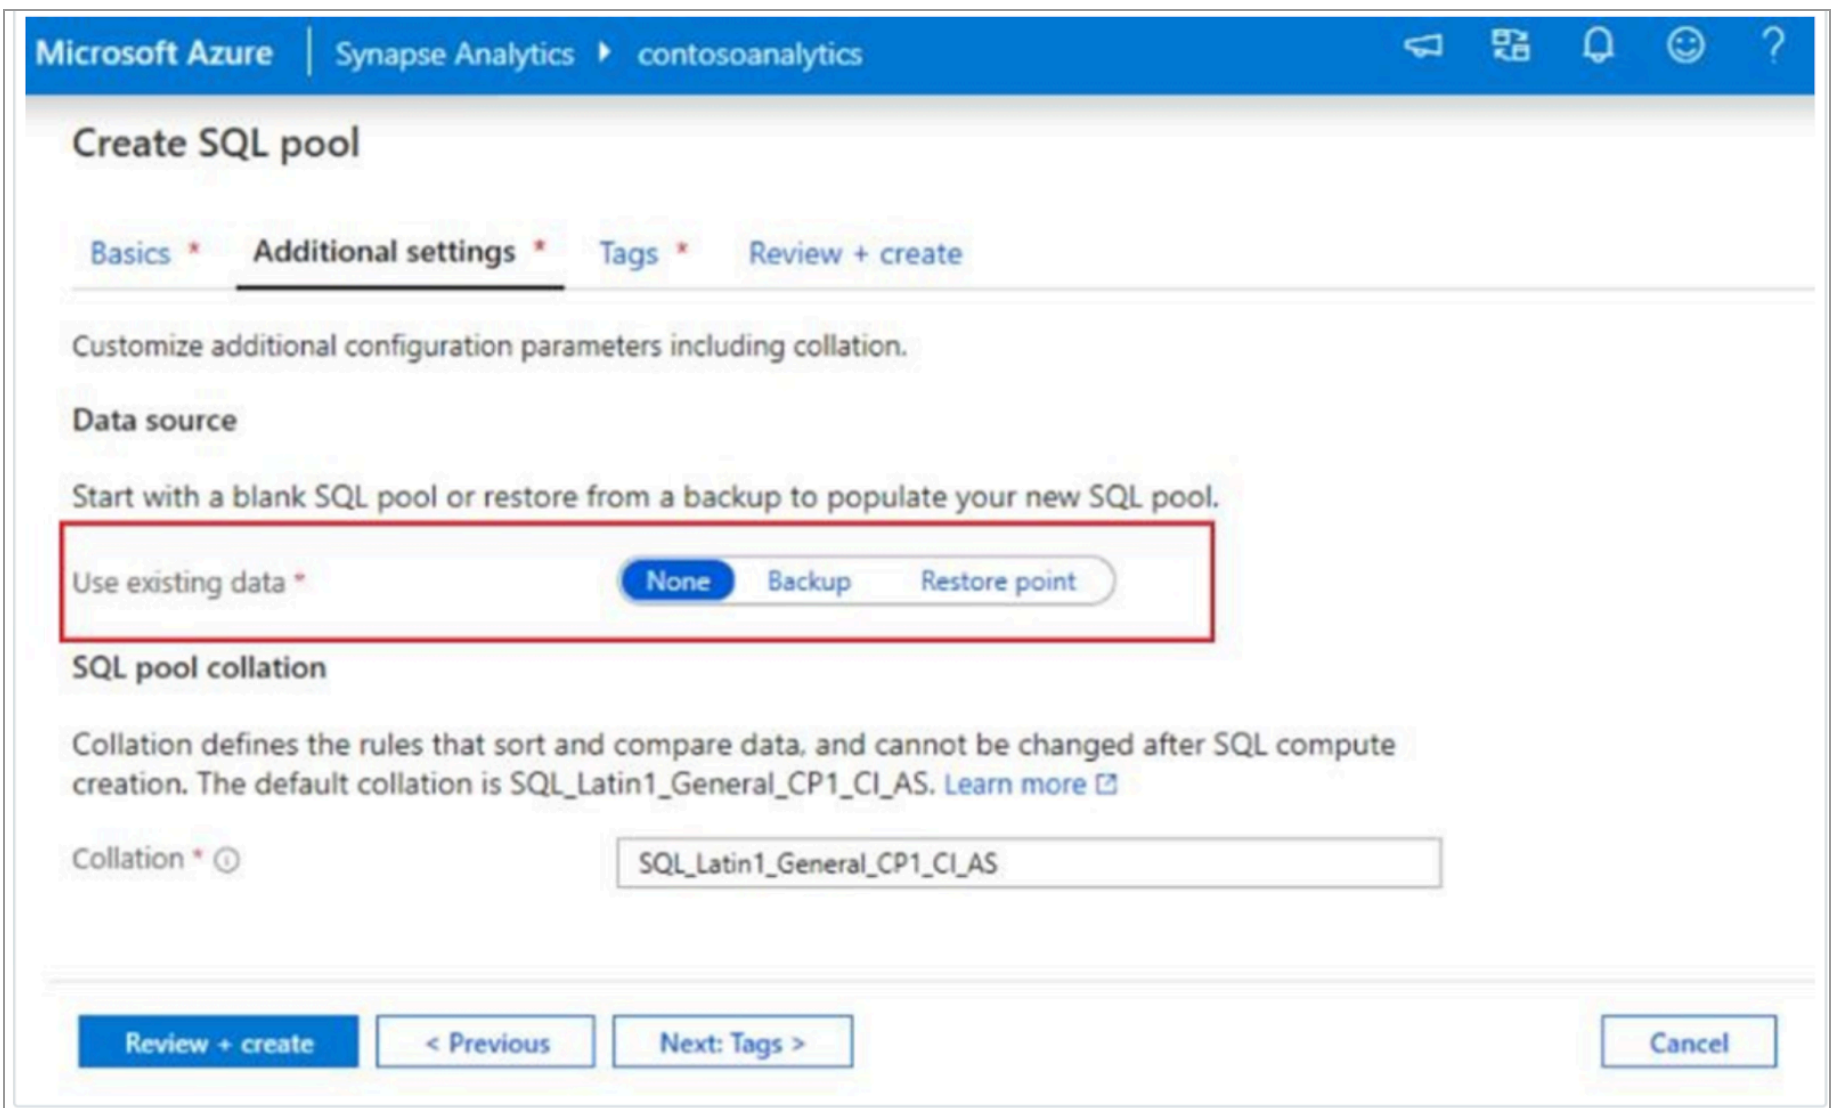 Microsoft Azure | Synapse Analytics ▸ contosoanalytics
Create SQL pool
Basics * Additional settings * Tags * Review + create
Customize additional configuration parameters including collation.
Data source
Start with a blank SQL pool or restore from a backup to populate your new SQL pool.
Use existing data * None Backup Restore point
SQL pool collation
Collation defines the rules that sort and compare data, and cannot be changed after SQL compute
creation. The default collation is SQL_Latin1_General_CP1_CI_AS. Learn more
Collation * SQL_Latin1_General_CP1_CI_AS
Review + create < Previous Next: Tags > Cancel